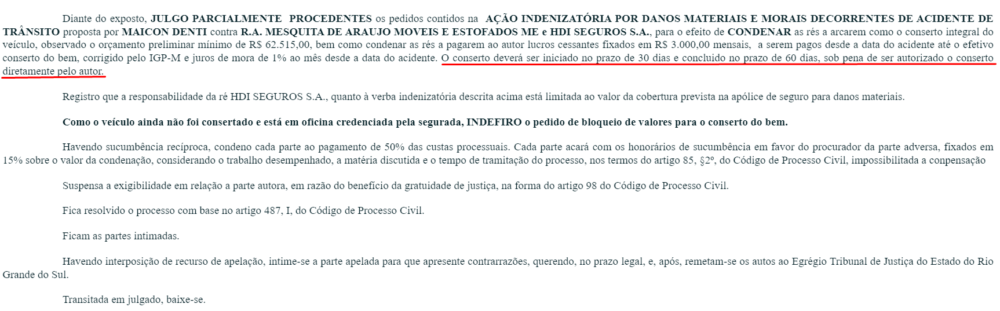 Diante do exposto, JULGO PARCIALMENTE PROCEDENTES os pedidos contidos na AÇÃO INDENIZATÓRIA POR DANOS MATERIAIS E MORAIS DECORRENTES DE ACIDENTE DE
TRÂNSITO proposta por MAICON DENTI contra R.A. MESQUITA DE ARAUJO MOVEIS E ESTOFADOS ME e HDI SEGUROS S.A., para o efeito de CONDENAR as rés a arcarem como o conserto integral do
veículo, observado o orçamento preliminar mínimo de R$ 62.515,00, bem como condenar as rés a pagarem ao autor lucros cessantes fixados em R$ 3.000,00 mensais, a serem pagos desde a data do acidente até o efetivo
conserto do bem, corrigido pelo IGP-M e juros de mora de 1% ao mês desde a data do acidente. O conserto deverá ser iniciado no prazo de 30 dias e concluido no prazo de 60 dias, sob pena de ser autorizado o conserto
diretamente pelo autor.
Registro que a responsabilidade da ré HDI SEGUROS S.A., quanto à verba indenizatória descrita acima está limitada ao valor da cobertura prevista na apólice de seguro para danos materiais.
Como o veículo ainda não foi consertado e está em oficina credenciada pela segurada, INDEFIRO o pedido de bloqueio de valores para o conserto do bem.
Havendo sucumbência recíproca, condeno cada parte ao pagamento de 50% das custas processuais. Cada parte acará com os honorários de sucumbência em favor do procurador da parte adversa, fixados em
15% sobre o valor da condenação, considerando o trabalho desempenhado, a matéria discutida e o tempo de tramitação do processo, nos termos do artigo 85, §2º, do Código de Processo Civil, impossibilitada a conpensação
Suspensa a exigibilidade em relação a parte autora, em razão do benefício da gratuidade de justiça, na forma do artigo 98 do Código de Processo Civil.
Fica resolvido o processo com base no artigo 487, I, do Código de Processo Civil.
Ficam as partes intimadas.
Havendo interposição de recurso de apelação, intime-se a parte apelada para que apresente contrarrazões, querendo, no prazo legal, e, após, remetam-se os autos ao Egrégio Tribunal de Justiça do Estado do Rio
Grande do Sul.
Transitada em julgado, baixe-se.